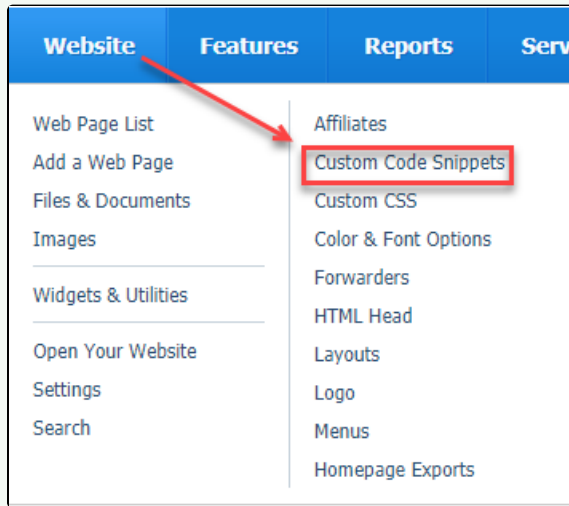 Website Features Reports Serv
Web Page List
Add a Web Page
Files & Documents
Images
Widgets & Utilities
Open Your Website
Settings
Search
Affiliates
Custom Code Snippets
Custom CSS
Color & Font Options
Forwarders
HTML Head
Layouts
Logo
Menus
Homepage Exports